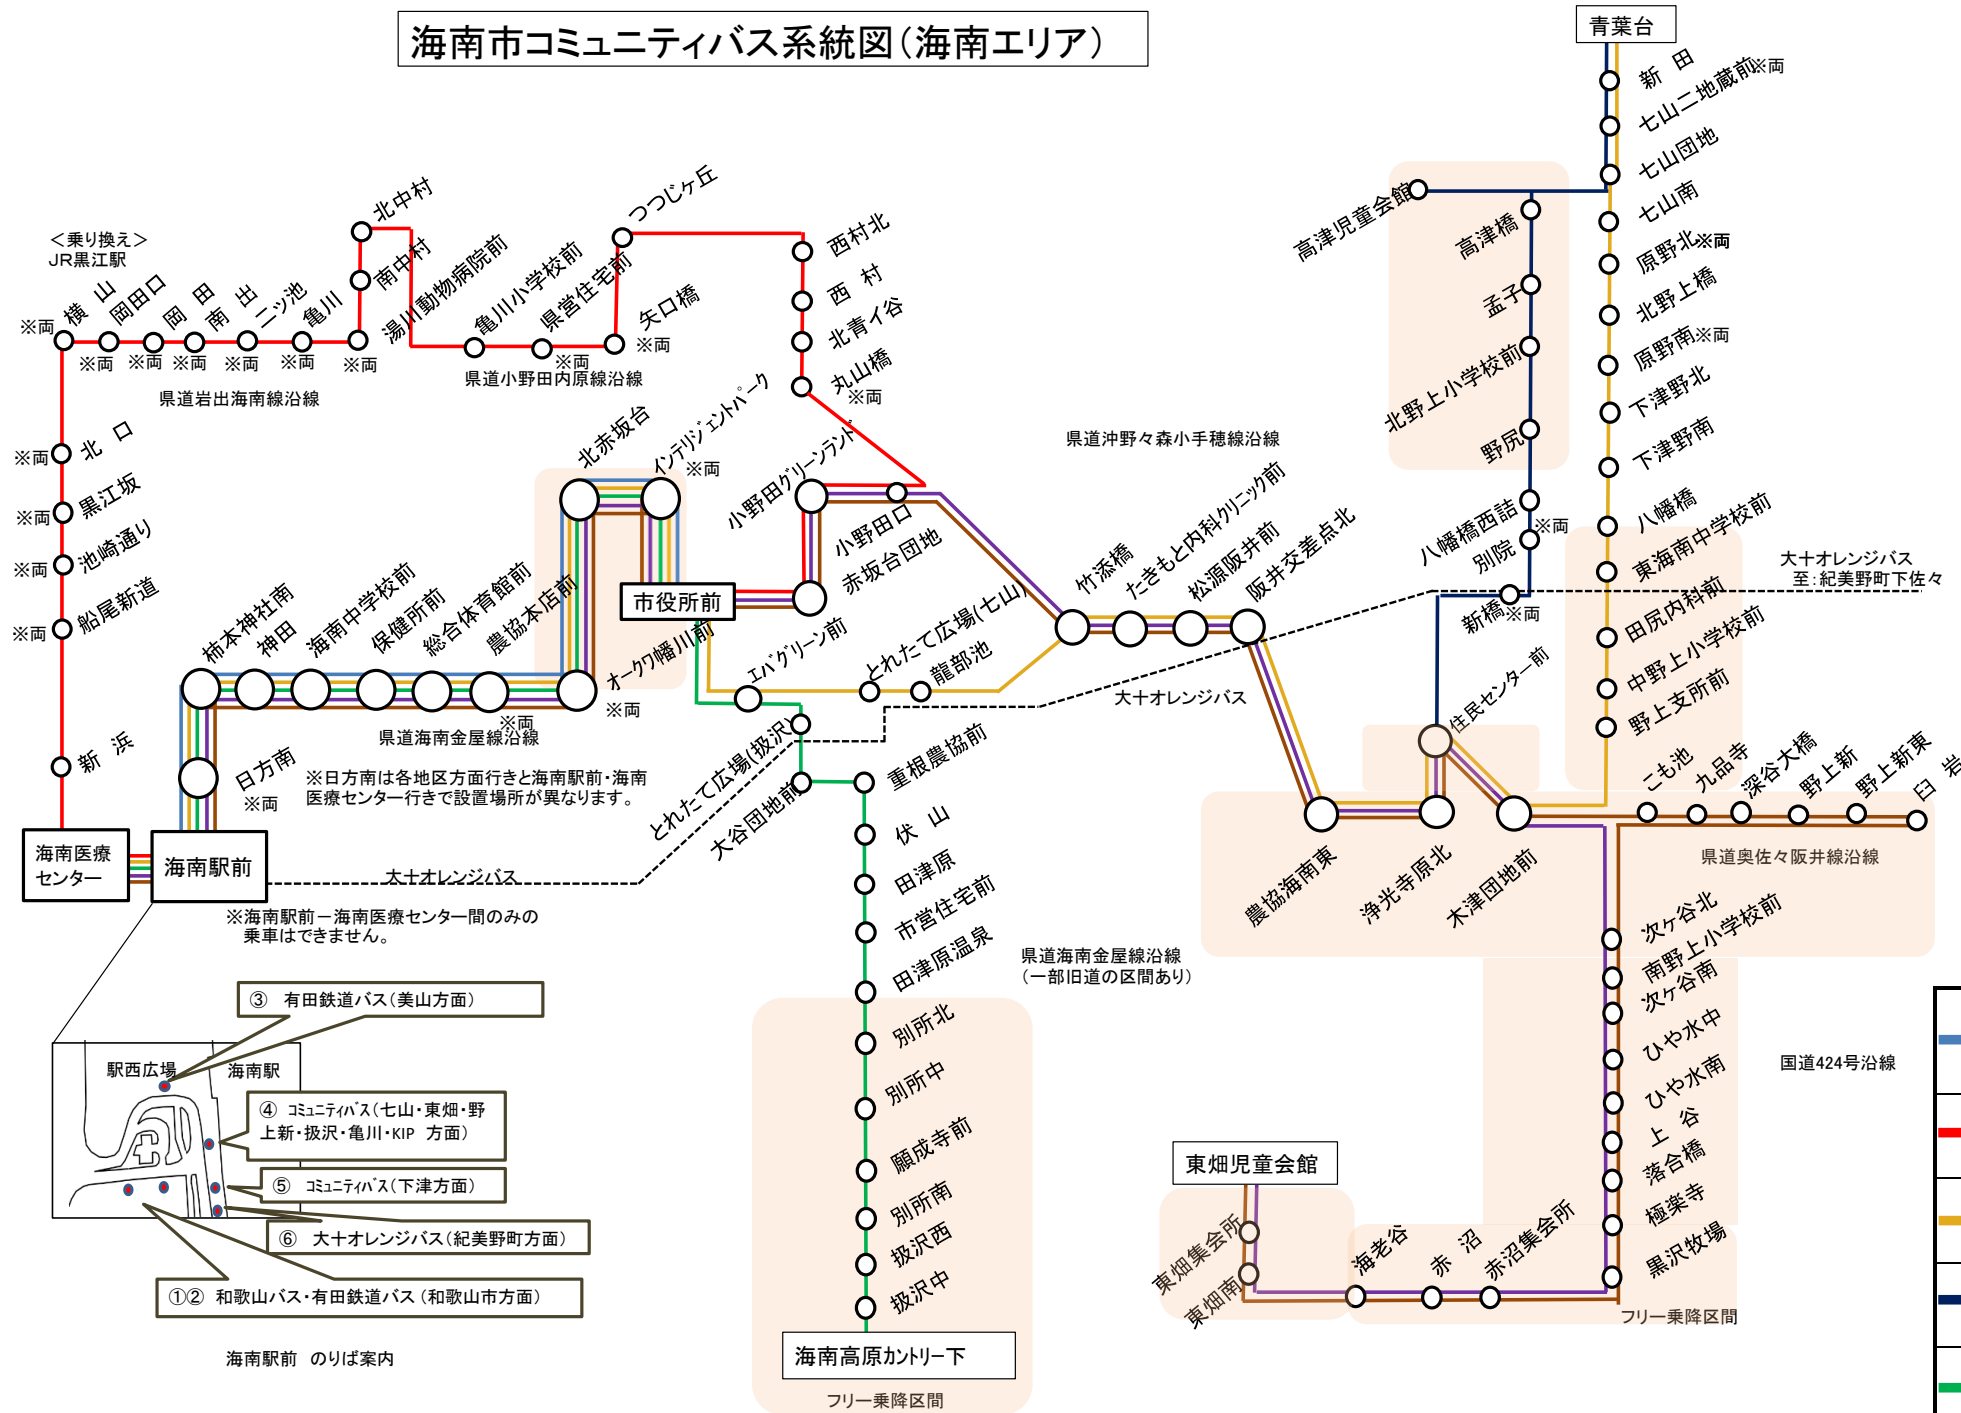 海南市コミュニティバス系統図（海南エリア）
青葉台
新　田
七山二地蔵前
※両
七山団地
七山南
原野北
※両
北野上橋
原野南
※両
下津野北
下津野南
八幡橋
東海南中学校前
田尻内科前
中野上小学校前
野上支所前
高津児童会館
高津橋
孟子
北野上小学校前
野尻
八幡橋西詰
別院
※両
新橋
※両
住民センター前
大十オレンジバス
至：紀美野町下佐々
＜乗り換え＞
JR黒江駅
横　山
※両
岡田口
※両
岡　田
※両
南　出
※両
二ッ池
※両
亀川
※両
北中村
南中村
湯川動物病院前
※両
亀川小学校前
県営住宅前
※両
つつじヶ丘
矢口橋
※両
県道岩出海南線沿線
県道小野田内原線沿線
西村北
西　村
北青イ谷
丸山橋
※両
北　口
※両
黒江坂
※両
池崎通り
※両
船尾新道
※両
新　浜
海南医療
センター
海南駅前
日方南
※両
柿本神社南
神田
海南中学校前
保健所前
総合体育館前
農協本店前
※両
オークワ幡川前
※両
北赤坂台
インテリジェントパーク
※両
市役所前
小野田グリーンランド
小野田口
赤坂台団地
県道沖野々森小手穂線沿線
竹添橋
たきもと内科クリニック前
松源阪井前
阪井交差点北
エバグリーン前
とれたて広場(七山)
龍部池
大十オレンジバス
県道海南金屋線沿線
※日方南は各地区方面行きと海南駅前・海南
医療センター行きで設置場所が異なります。
大十オレンジバス
※海南駅前－海南医療センター間のみの
乗車はできません。
とれたて広場(扱沢)
大谷団地前
重根農協前
伏　山
田津原
市営住宅前
田津原温泉
県道海南金屋線沿線
（一部旧道の区間あり）
別所北
別所中
願成寺前
別所南
扱沢西
扱沢中
海南高原カントリー下
フリー乗降区間
農協海南東
浄光寺原北
木津団地前
こも池
九品寺
深谷大橋
野上新
野上新東
臼　岩
県道奥佐々阪井線沿線
次ヶ谷北
南野上小学校前
次ヶ谷南
ひや水中
ひや水南
上　谷
落合橋
極楽寺
黒沢牧場
国道424号沿線
東畑児童会館
東畑集会所
東畑南
海老谷
赤　沼
赤沼集会所
フリー乗降区間
③　有田鉄道バス（美山方面）
駅西広場
海南駅
④　コミュニティバス（七山・東畑・野
上新・扱沢・亀川・KIP　方面）
⑤　コミュニティバス（下津方面）
⑥　大十オレンジバス（紀美野町方面）
①②　和歌山バス・有田鉄道バス（和歌山市方面）
海南駅前　のりば案内